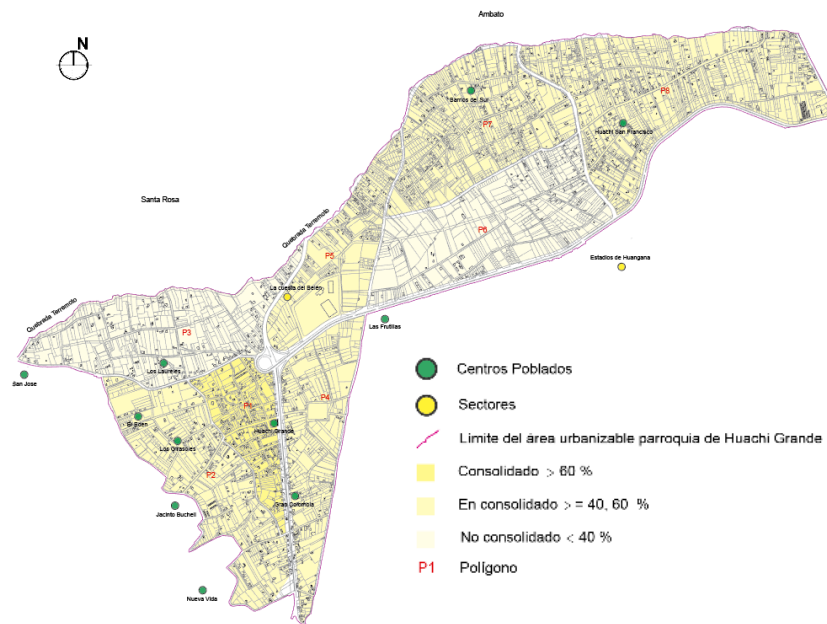 Ambato
N
Barrios del Sur
P8
P7
Huachi San Francisco
Santa Rosa
Quebrada Terremoto
P6
P5
Estadios de Huangana
La cuesta del Belen
Quebrada Terremoto
Las Frutillas
P3
Los Laureles
San Jose
P4
El Eden
Huachi Grande
Los Girasoles
P2
Gran Colombia
Jacinto Bucheli
Nueva Vida
Centros Poblados
Sectores
Limite del área urbanizable parroquia de Huachi Grande
Consolidado > 60 %
En consolidado > = 40, 60 %
No consolidado < 40 %
P1 Polígono